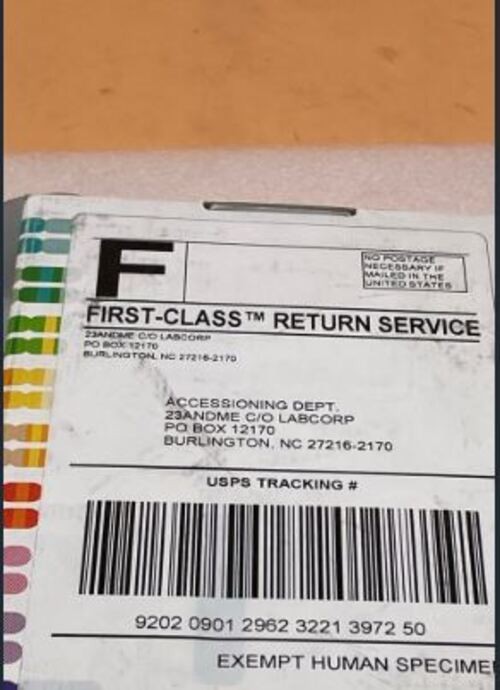 F
NO POSTAGE
NECESSARY IF
MAILED IN THE
UNITED STATES
FIRST-CLASS™ RETURN SERVICE
23ANDME C/O LABCORP
PO BOX 12170
BURLINGTON, NC 27216-2170
ACCESSIONING DEPT.
23ANDME C/O LABCORP
PO BOX 12170
BURLINGTON, NC 27216-2170
USPS TRACKING #
9202 0901 2962 3221 3972 50
EXEMPT HUMAN SPECIME